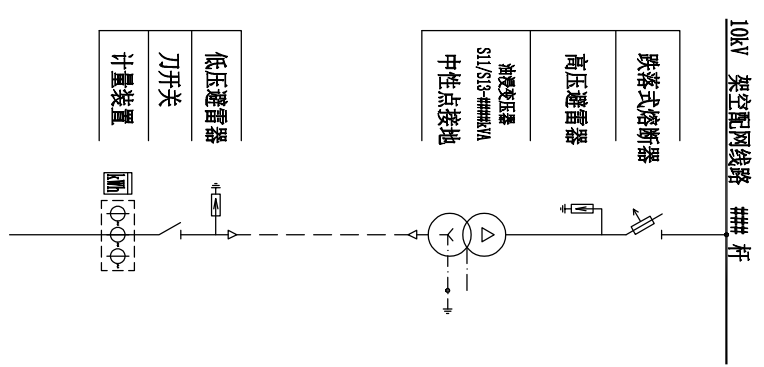 10kV 架空配网线路 ### 杆
跌落式熔断器
高压避雷器
油浸变压器
S11/S13-####kVA
中性点接地
低压避雷器
刀开关
计量装置
kWh